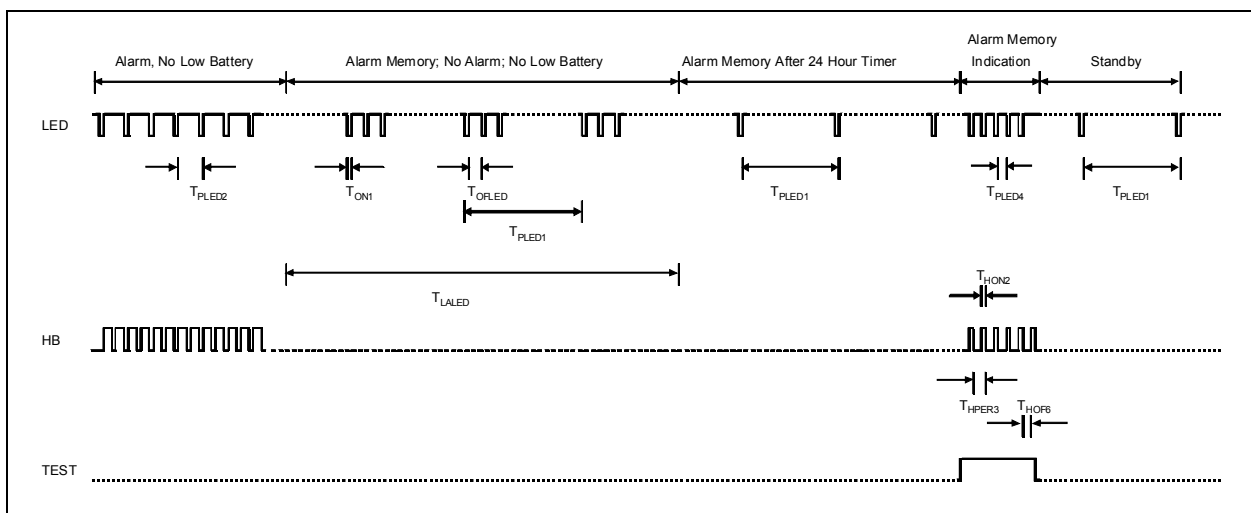 Alarm, No Low Battery
Alarm Memory; No Alarm; No Low Battery
Alarm Memory After 24 Hour Timer
Alarm Memory
Indication
Standby
LED
TPLED2
TON1
TOFLED
TPLED1
TPLED1
TPLED4
TPLED1
TLALED
THON2
HB
THPER3
THOF6
TEST